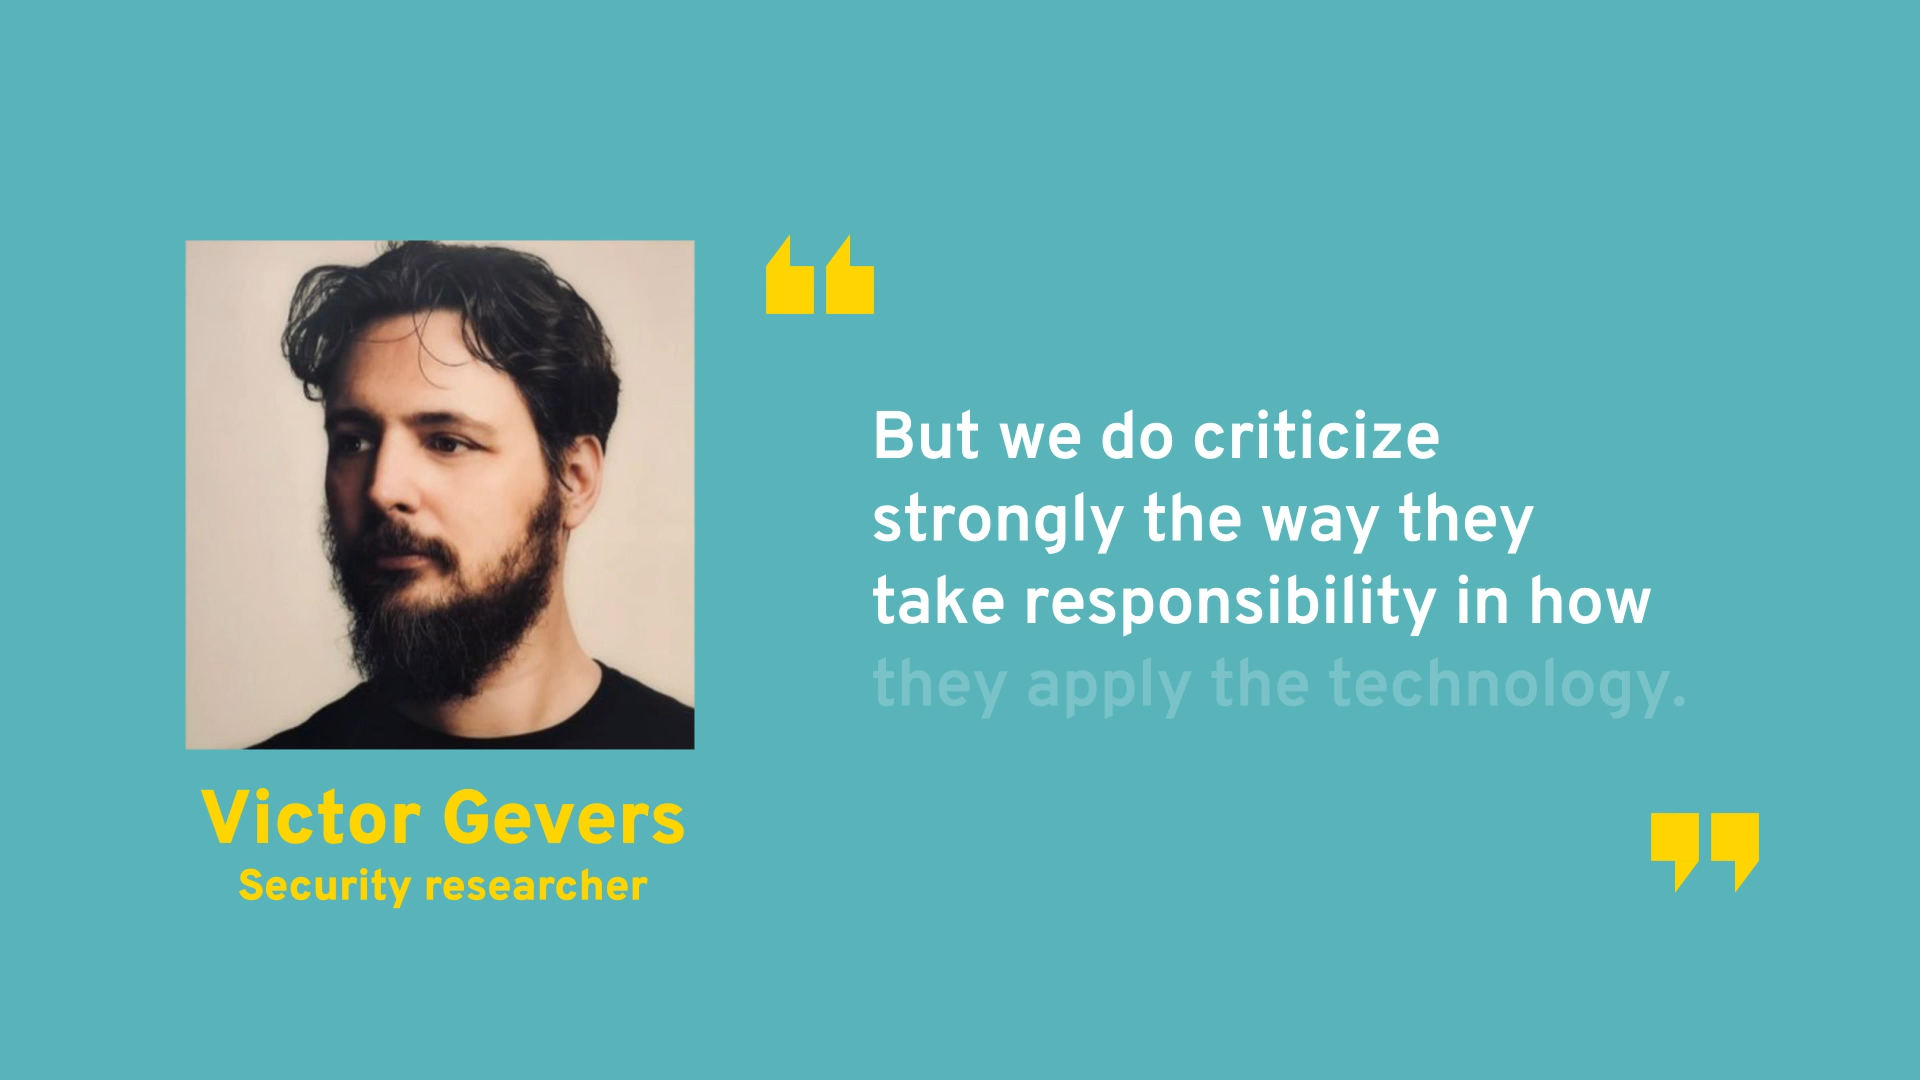 “
But we do criticize
strongly the way they
take responsibility in how
they apply the technology.
”
Victor Gevers
Security researcher